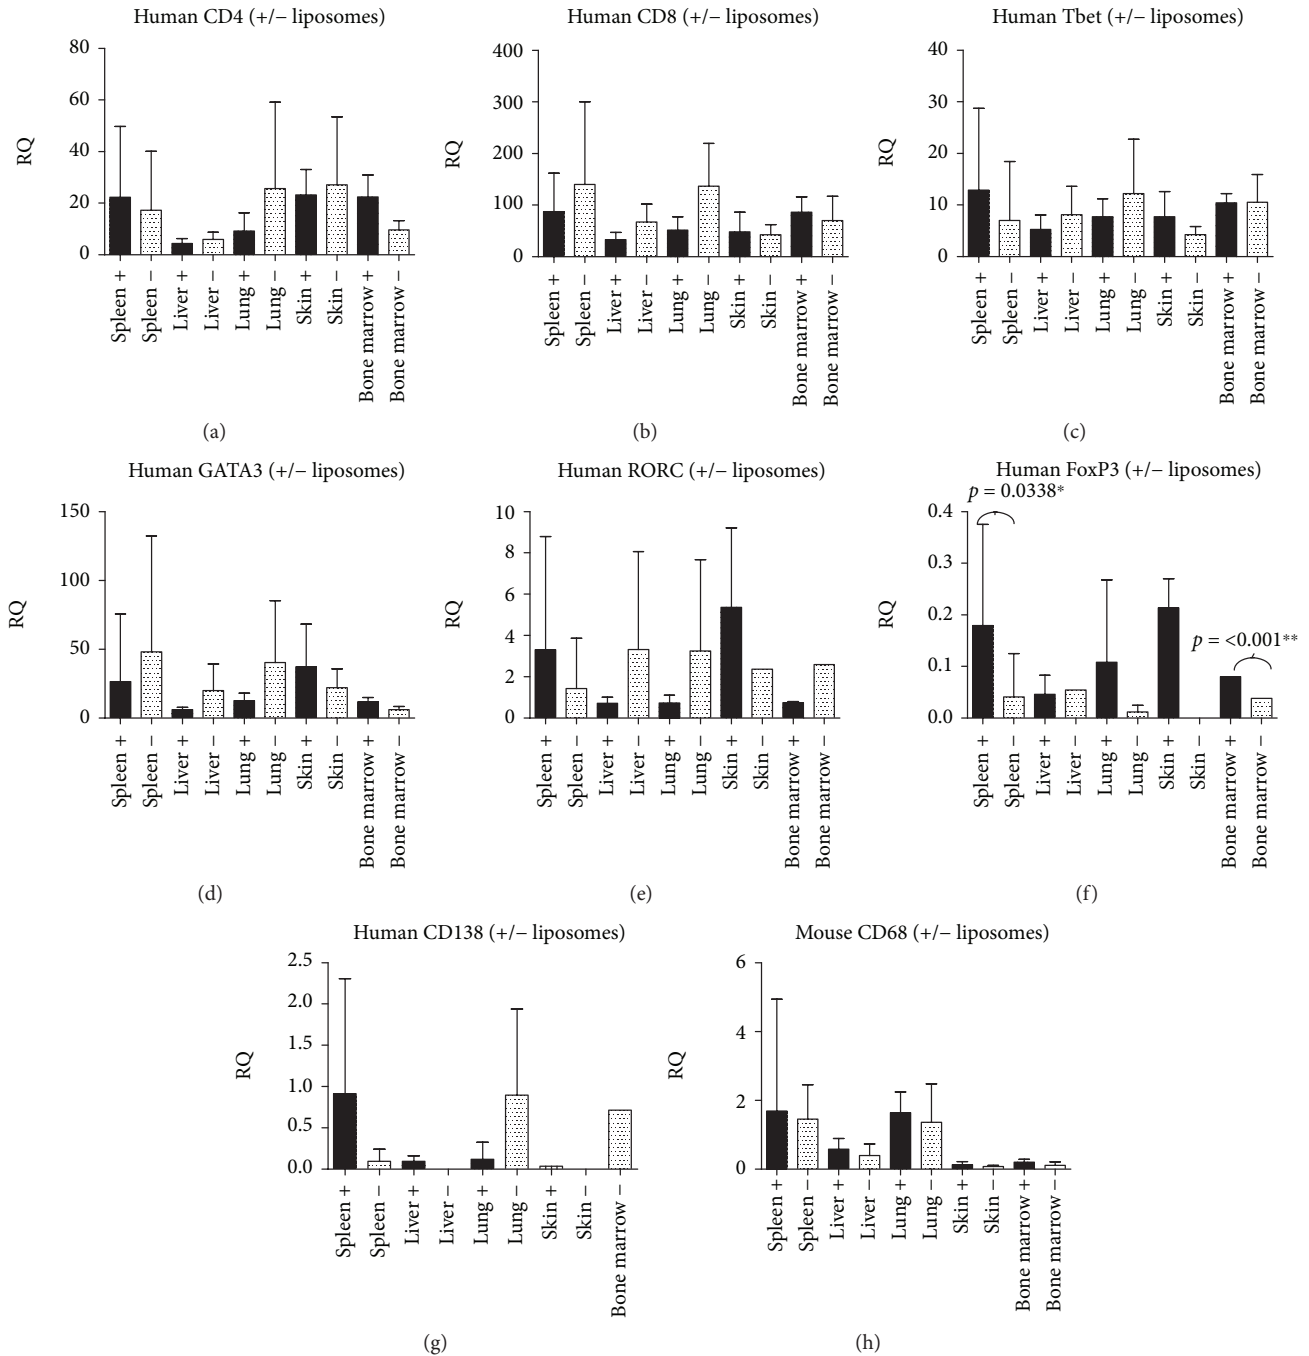 Human CD4 (+/− liposomes)
80
60
40
20
0
RQ
Spleen +
Spleen −
Liver +
Liver −
Lung +
Lung −
Skin +
Skin −
Bone marrow +
Bone marrow −
(a)
Human CD8 (+/− liposomes)
400
300
200
100
0
RQ
Spleen +
Spleen −
Liver +
Liver −
Lung +
Lung −
Skin +
Skin −
Bone marrow +
Bone marrow −
(b)
Human Tbet (+/− liposomes)
40
30
20
10
0
RQ
Spleen +
Spleen −
Liver +
Liver −
Lung +
Lung −
Skin +
Skin −
Bone marrow +
Bone marrow −
(c)
Human GATA3 (+/− liposomes)
150
100
50
0
RQ
Spleen +
Spleen −
Liver +
Liver −
Lung +
Lung −
Skin +
Skin −
Bone marrow +
Bone marrow −
(d)
Human RORC (+/− liposomes)
10
8
6
4
2
0
RQ
Spleen +
Spleen −
Liver +
Liver −
Lung +
Lung −
Skin +
Skin −
Bone marrow +
Bone marrow −
(e)
Human FoxP3 (+/− liposomes)
p = 0.0338*
p = <0.001**
0.4
0.3
0.2
0.1
0.0
RQ
Spleen +
Spleen −
Liver +
Liver −
Lung +
Lung −
Skin +
Skin −
Bone marrow +
Bone marrow −
(f)
Human CD138 (+/− liposomes)
2.5
2.0
1.5
1.0
0.5
0.0
RQ
Spleen +
Spleen −
Liver +
Liver −
Lung +
Lung −
Skin +
Skin −
Bone marrow −
(g)
Mouse CD68 (+/− liposomes)
6
4
2
0
RQ
Spleen +
Spleen −
Liver +
Liver −
Lung +
Lung −
Skin +
Skin −
Bone marrow +
Bone marrow −
(h)